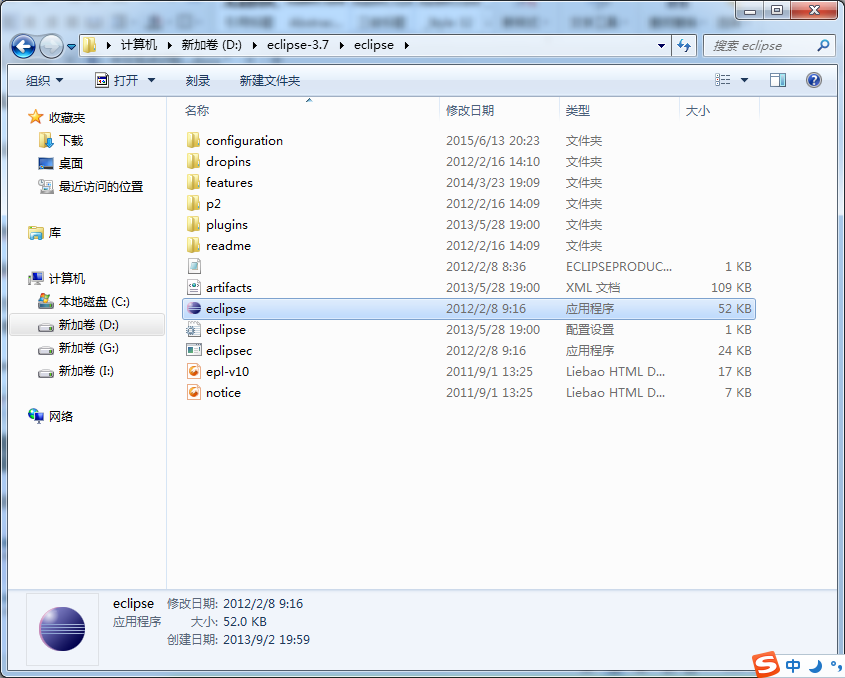 计算机 新加卷 (D:) eclipse-3.7 eclipse 搜索 eclipse
组织 打开 刻录 新建文件夹
收藏夹
下载
桌面
最近访问的位置
库
计算机
本地磁盘 (C:)
新加卷 (D:)
新加卷 (G:)
新加卷 (I:)
网络
名称 修改日期 类型 大小
configuration 2015/6/13 20:23 文件夹
dropins 2012/2/16 14:10 文件夹
features 2014/3/23 19:09 文件夹
p2 2012/2/16 14:09 文件夹
plugins 2013/5/28 19:00 文件夹
readme 2012/2/16 14:09 文件夹
2012/2/8 8:36 ECLIPSEPRODUC... 1 KB
artifacts 2013/5/28 19:00 XML 文档 109 KB
eclipse 2012/2/8 9:16 应用程序 52 KB
eclipse 2013/5/28 19:00 配置设置 1 KB
eclipsec 2012/2/8 9:16 应用程序 24 KB
epl-v10 2011/9/1 13:25 Liebao HTML D... 17 KB
notice 2011/9/1 13:25 Liebao HTML D... 7 KB
eclipse 修改日期: 2012/2/8 9:16
应用程序 大小: 52.0 KB
创建日期: 2013/9/2 19:59
S 中